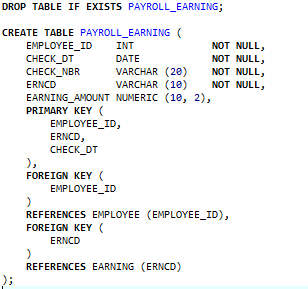 DROP TABLE IF EXISTS PAYROLL_EARNING;
CREATE TABLE PAYROLL_EARNING (
EMPLOYEE_ID INT NOT NULL,
CHECK_DT DATE NOT NULL,
CHECK_NBR VARCHAR (20) NOT NULL,
ERNCD VARCHAR (10) NOT NULL,
EARNING_AMOUNT NUMERIC (10, 2),
PRIMARY KEY (
EMPLOYEE_ID,
ERNCD,
CHECK_DT
),
FOREIGN KEY (
EMPLOYEE_ID
)
REFERENCES EMPLOYEE (EMPLOYEE_ID),
FOREIGN KEY (
ERNCD
)
REFERENCES EARNING (ERNCD)
);